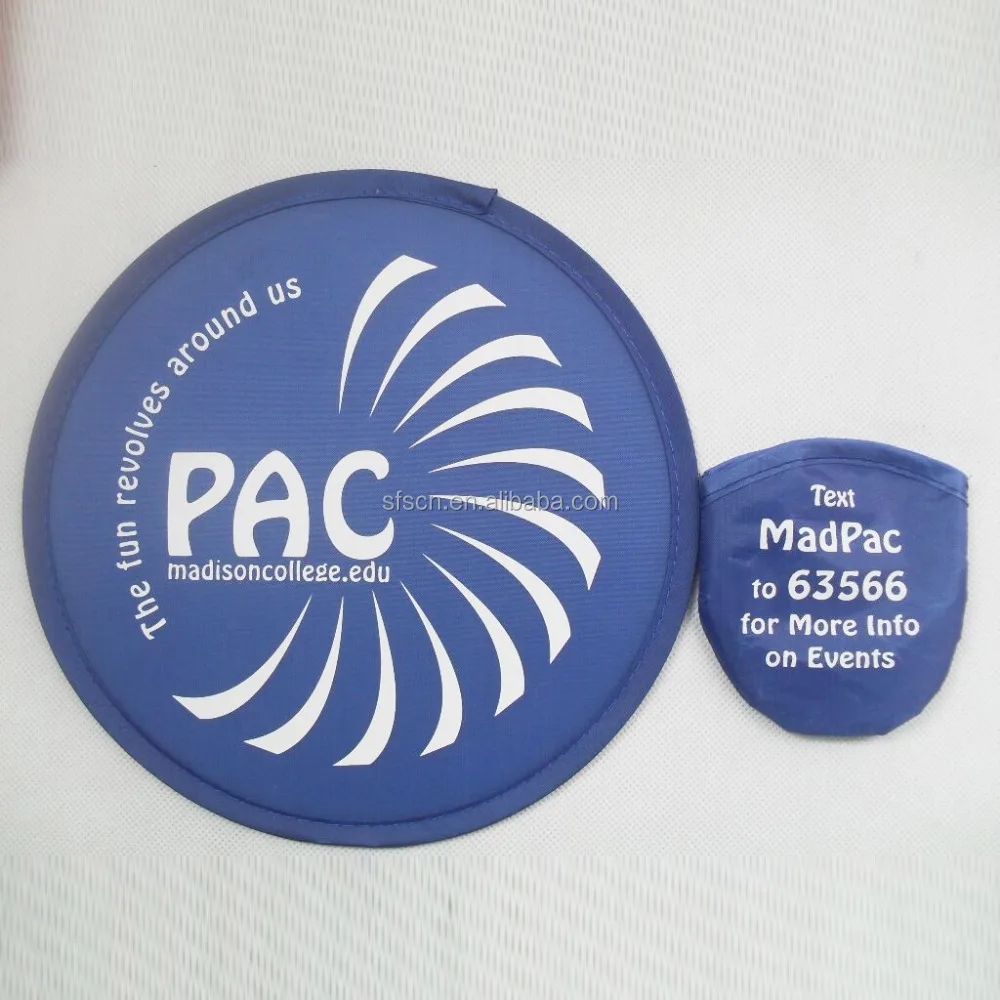 The fun revolves around us
PAC
madisoncollege.edu
sfscn.en.alibaba.com
Text
MadPac
to 63566
for More Info
on Events